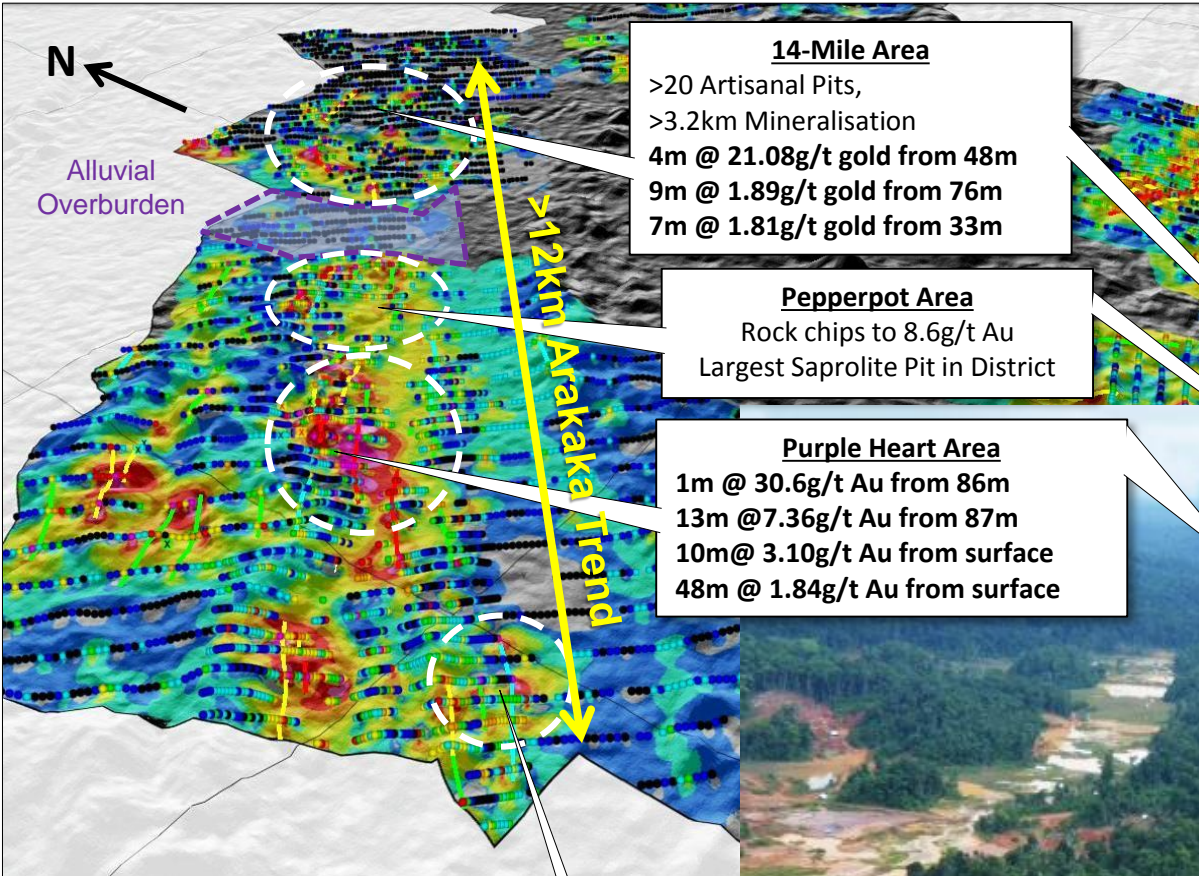 N
14-Mile Area
>20 Artisanal Pits,
>3.2km Mineralisation
4m @ 21.08g/t gold from 48m
9m @ 1.89g/t gold from 76m
7m @ 1.81g/t gold from 33m
Alluvial
Overburden
>12km Arakaka Trend
Pepperpot Area
Rock chips to 8.6g/t Au
Largest Saprolite Pit in District
Purple Heart Area
1m @ 30.6g/t Au from 86m
13m @7.36g/t Au from 87m
10m@ 3.10g/t Au from surface
48m @ 1.84g/t Au from surface